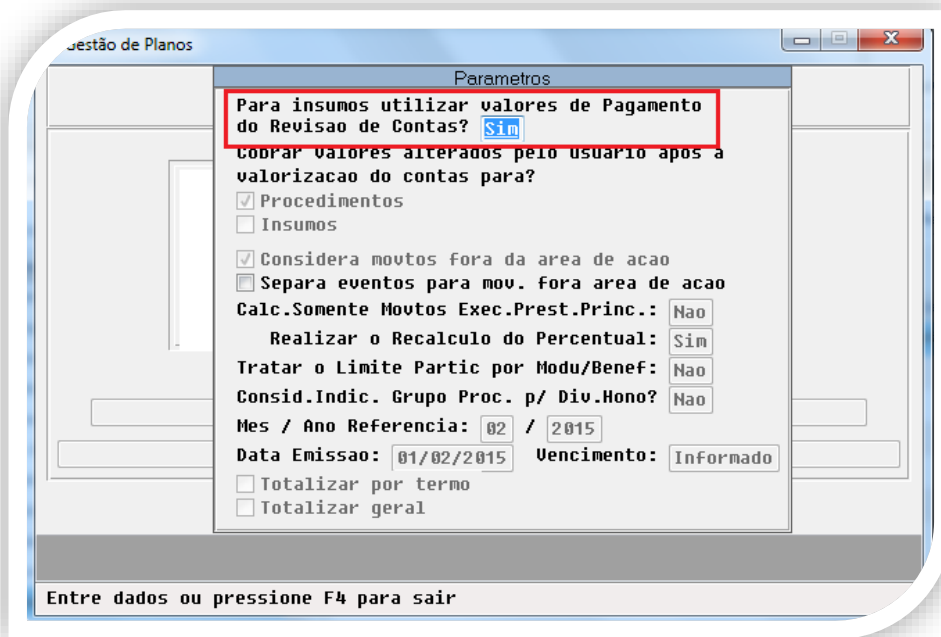 Gestão de Planos
Parametros
Para insumos utilizar valores de Pagamento
do Revisao de Contas? Sim
Cobrar valores alterados pelo usuario apos a
valorizacao do contas para?
Procedimentos
Insumos
Considera movtos fora da area de acao
Separa eventos para mov. fora area de acao
Calc.Somente Movtos Exec.Prest.Princ.: Nao
Realizar o Recalculo do Percentual: Sim
Tratar o Limite Partic por Modu/Benef: Nao
Consid.Indic. Grupo Proc. p/ Div.Hono? Nao
Mes / Ano Referencia: 02 / 2015
Data Emissao: 01/02/2015 Vencimento: Informado
Totalizar por termo
Totalizar geral
Entre dados ou pressione F4 para sair